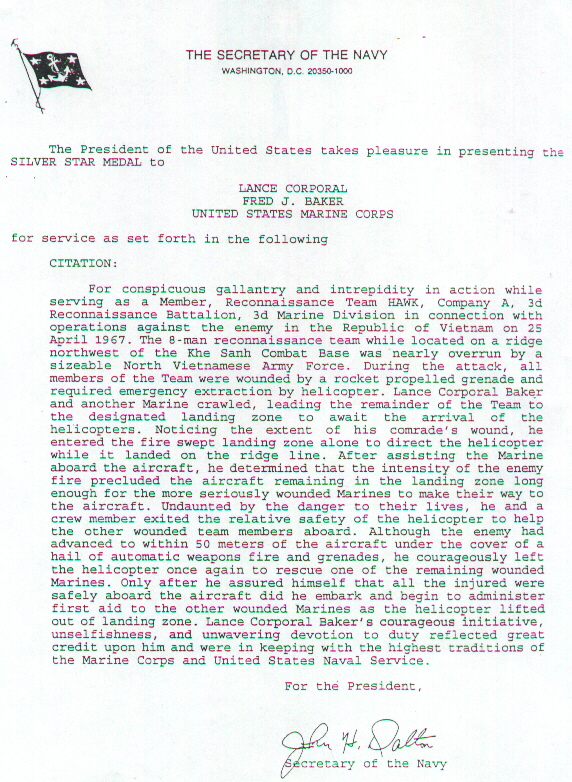 THE SECRETARY OF THE NAVY
WASHINGTON, D.C. 20350-1000
The President of the United States takes pleasure in presenting the
SILVER STAR MEDAL to
LANCE CORPORAL
FRED J. BAKER
UNITED STATES MARINE CORPS
for service as set forth in the following
CITATION:
For conspicuous gallantry and intrepidity in action while
serving as a Member, Reconnaissance Team HAWK, Company A, 3d
Reconnaissance Battalion, 3d Marine Division in connection with
operations against the enemy in the Republic of Vietnam on 25
April 1967. The 8-man reconnaissance team while located on a ridge
northwest of the Khe Sanh Combat Base was nearly overrun by a
sizeable North Vietnamese Army Force. During the attack, all
members of the Team were wounded by a rocket propelled grenade and
required emergency extraction by helicopter. Lance Corporal Baker
and another Marine crawled, leading the remainder of the Team to
the designated landing zone to await the arrival of the
helicopters. Noticing the extent of his comrade's wound, he
entered the fire swept landing zone alone to direct the helicopter
while it landed on the ridge line. After assisting the Marine
aboard the aircraft, he determined that the intensity of the enemy
fire precluded the aircraft remaining in the landing zone long
enough for the more seriously wounded Marines to make their way to
the aircraft. Undaunted by the danger to their lives, he and a
crew member exited the relative safety of the helicopter to help
the other wounded team members aboard. Although the enemy had
advanced to within 50 meters of the aircraft under the cover of a
hail of automatic weapons fire and grenades, he courageously left
the helicopter once again to rescue one of the remaining wounded
Marines. Only after he assured himself that all the injured were
safely aboard the aircraft did he embark and begin to administer
first aid to the other wounded Marines as the helicopter lifted
out of landing zone. Lance Corporal Baker's courageous initiative,
unselfishness, and unwavering devotion to duty reflected great
credit upon him and were in keeping with the highest traditions of
the Marine Corps and United States Naval Service.
For the President,
John H. Dalton
Secretary of the Navy